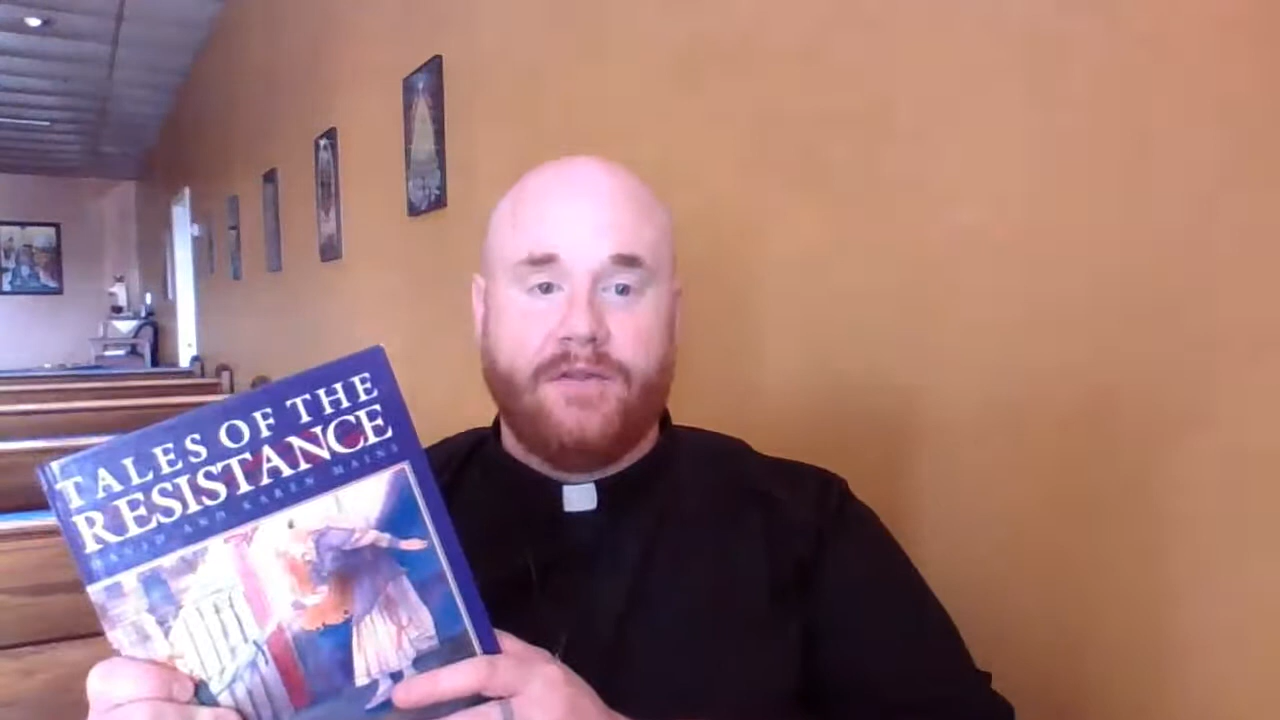 TALES OF THE
RESISTANCE
DAVID AND KAREN MAINS